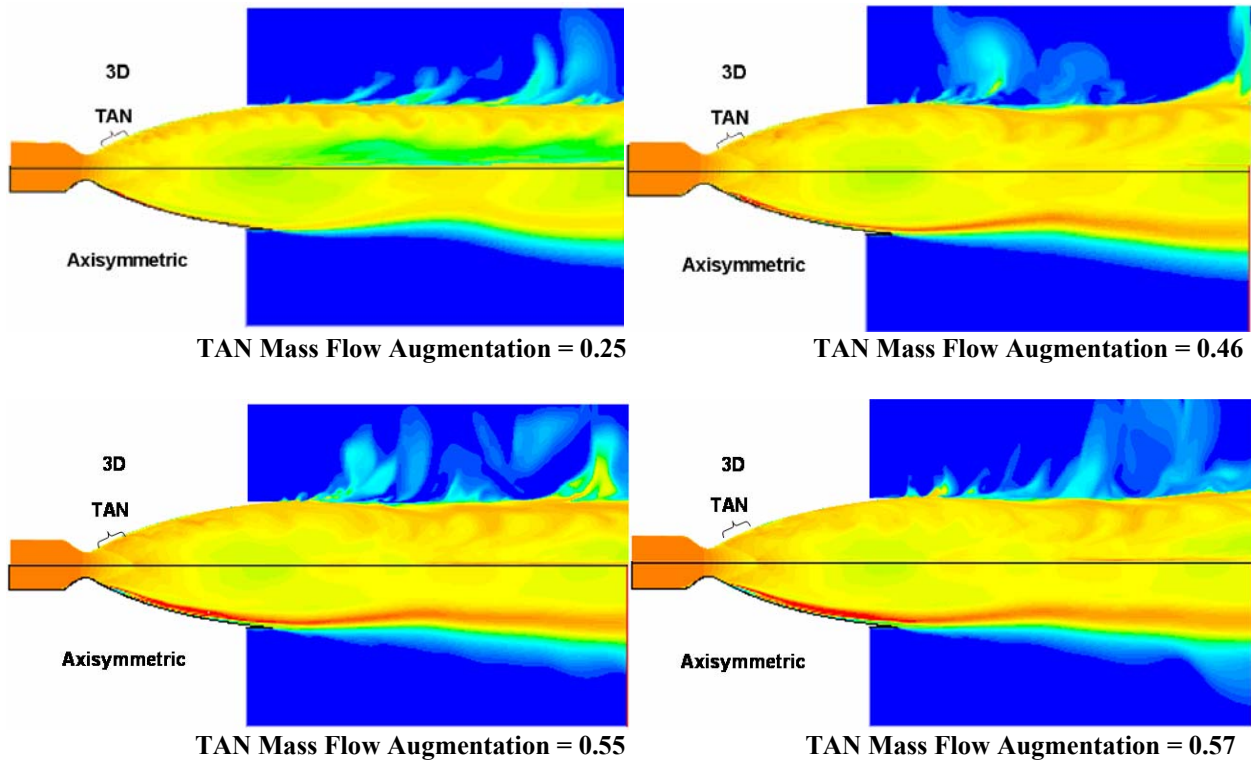 3D
TAN
Axisymmetric
TAN Mass Flow Augmentation = 0.25
3D
TAN
Axisymmetric
TAN Mass Flow Augmentation = 0.46
3D
TAN
Axisymmetric
TAN Mass Flow Augmentation = 0.55
3D
TAN
Axisymmetric
TAN Mass Flow Augmentation = 0.57